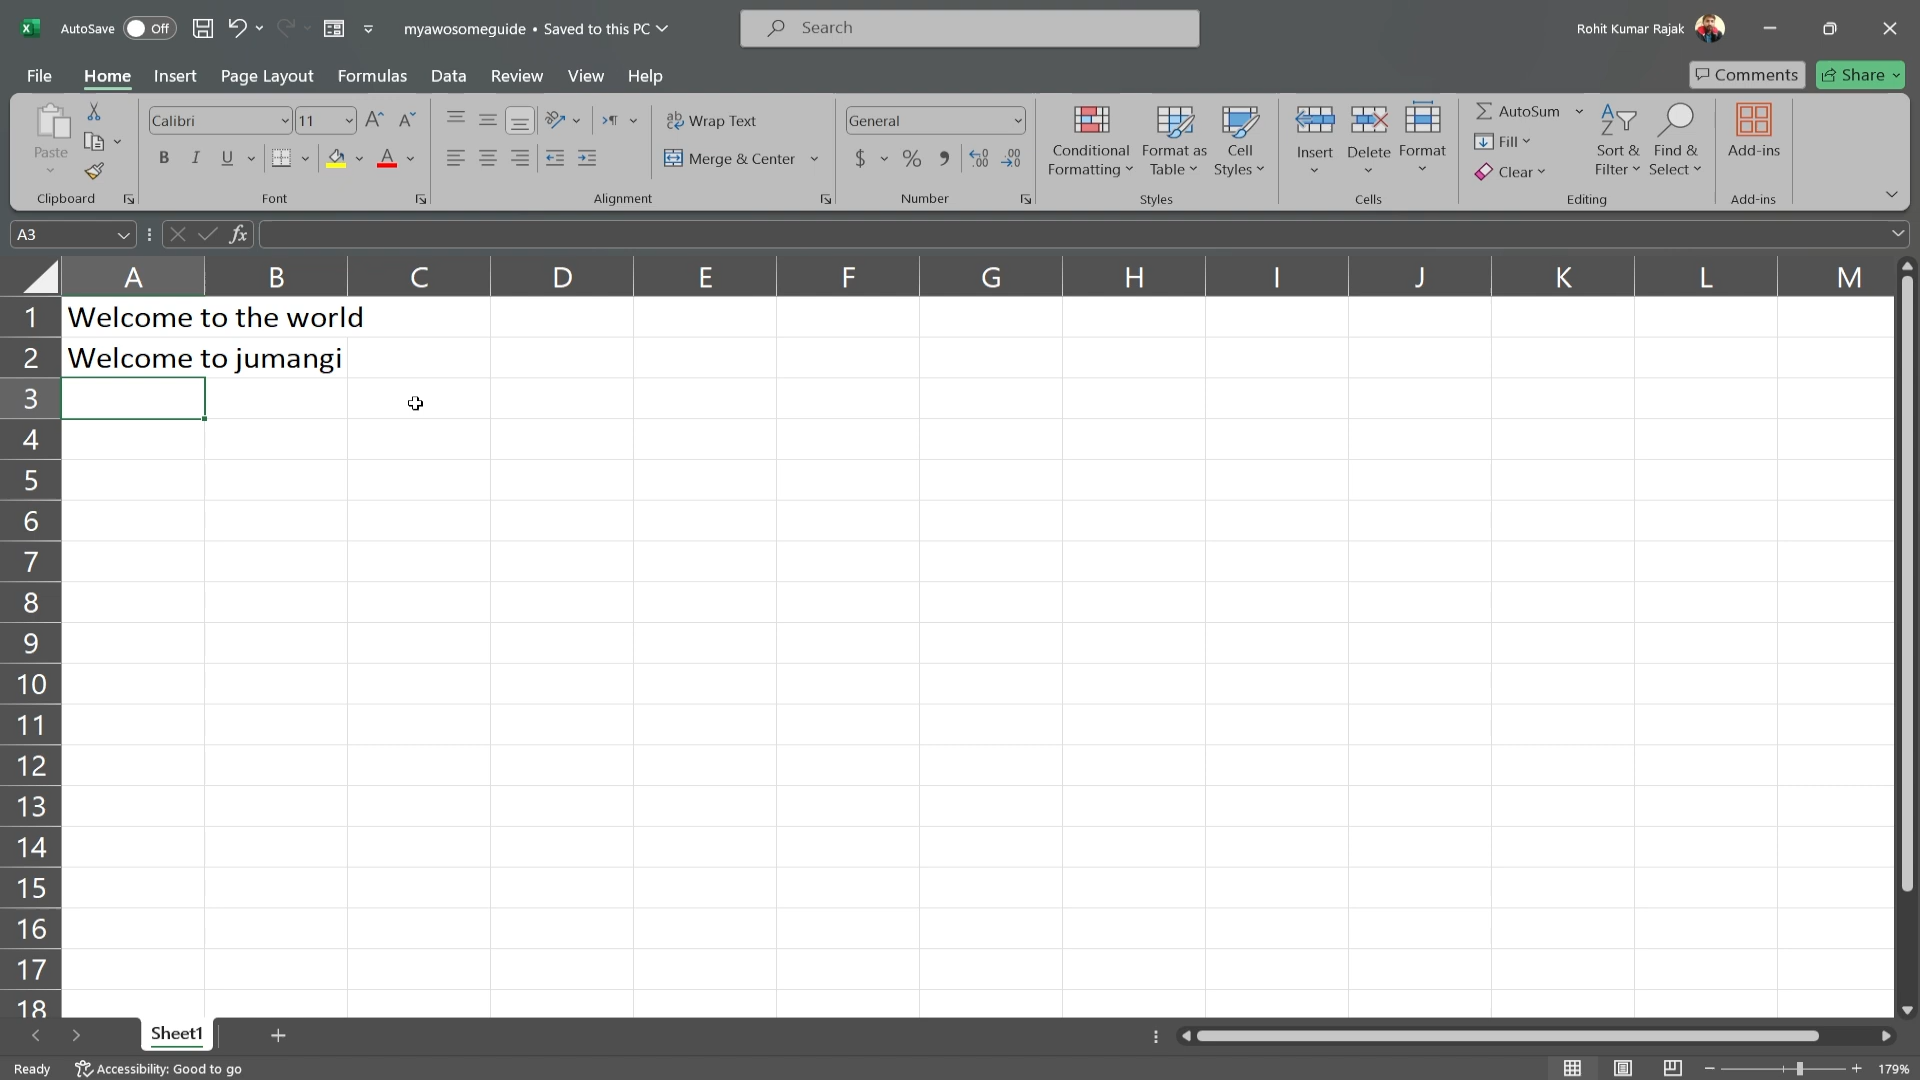 AutoSave Off myawosomeguide • Saved to this PC Search Rohit Kumar Rajak
File Home Insert Page Layout Formulas Data Review View Help Comments Share
Paste Calibri 11 Wrap Text General Conditional Formatting Format as Table Cell Styles Insert Delete Format AutoSum Sort & Filter Find & Select Add-ins
B I U Merge & Center $ % Fill
Clear
Clipboard Font Alignment Number Styles Cells Editing Add-ins
A3 fx
A B C D E F G H I J K L M
1 Welcome to the world
2 Welcome to jumangi
3
4
5
6
7
8
9
10
11
12
13
14
15
16
17
18
Sheet1
Ready Accessibility: Good to go 179%